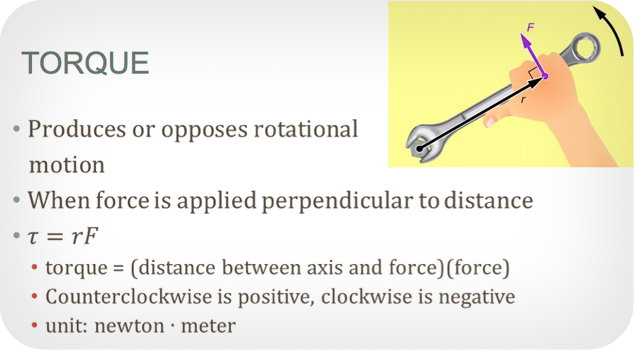 TORQUE
F
r
• Produces or opposes rotational
motion
• When force is applied perpendicular to distance
• τ = rF
• torque = (distance between axis and force)(force)
• Counterclockwise is positive, clockwise is negative
• unit: newton · meter